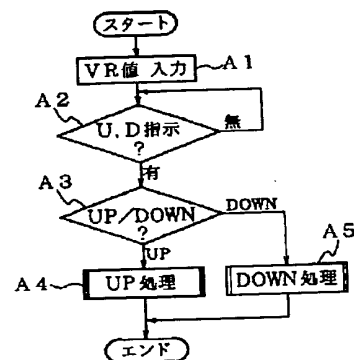 スタート
VR値 入力
A1
A2
U,D指示
?
無
有
A3
UP/DOWN
?
DOWN
UP
A5
A4
UP処理
DOWN処理
エンド